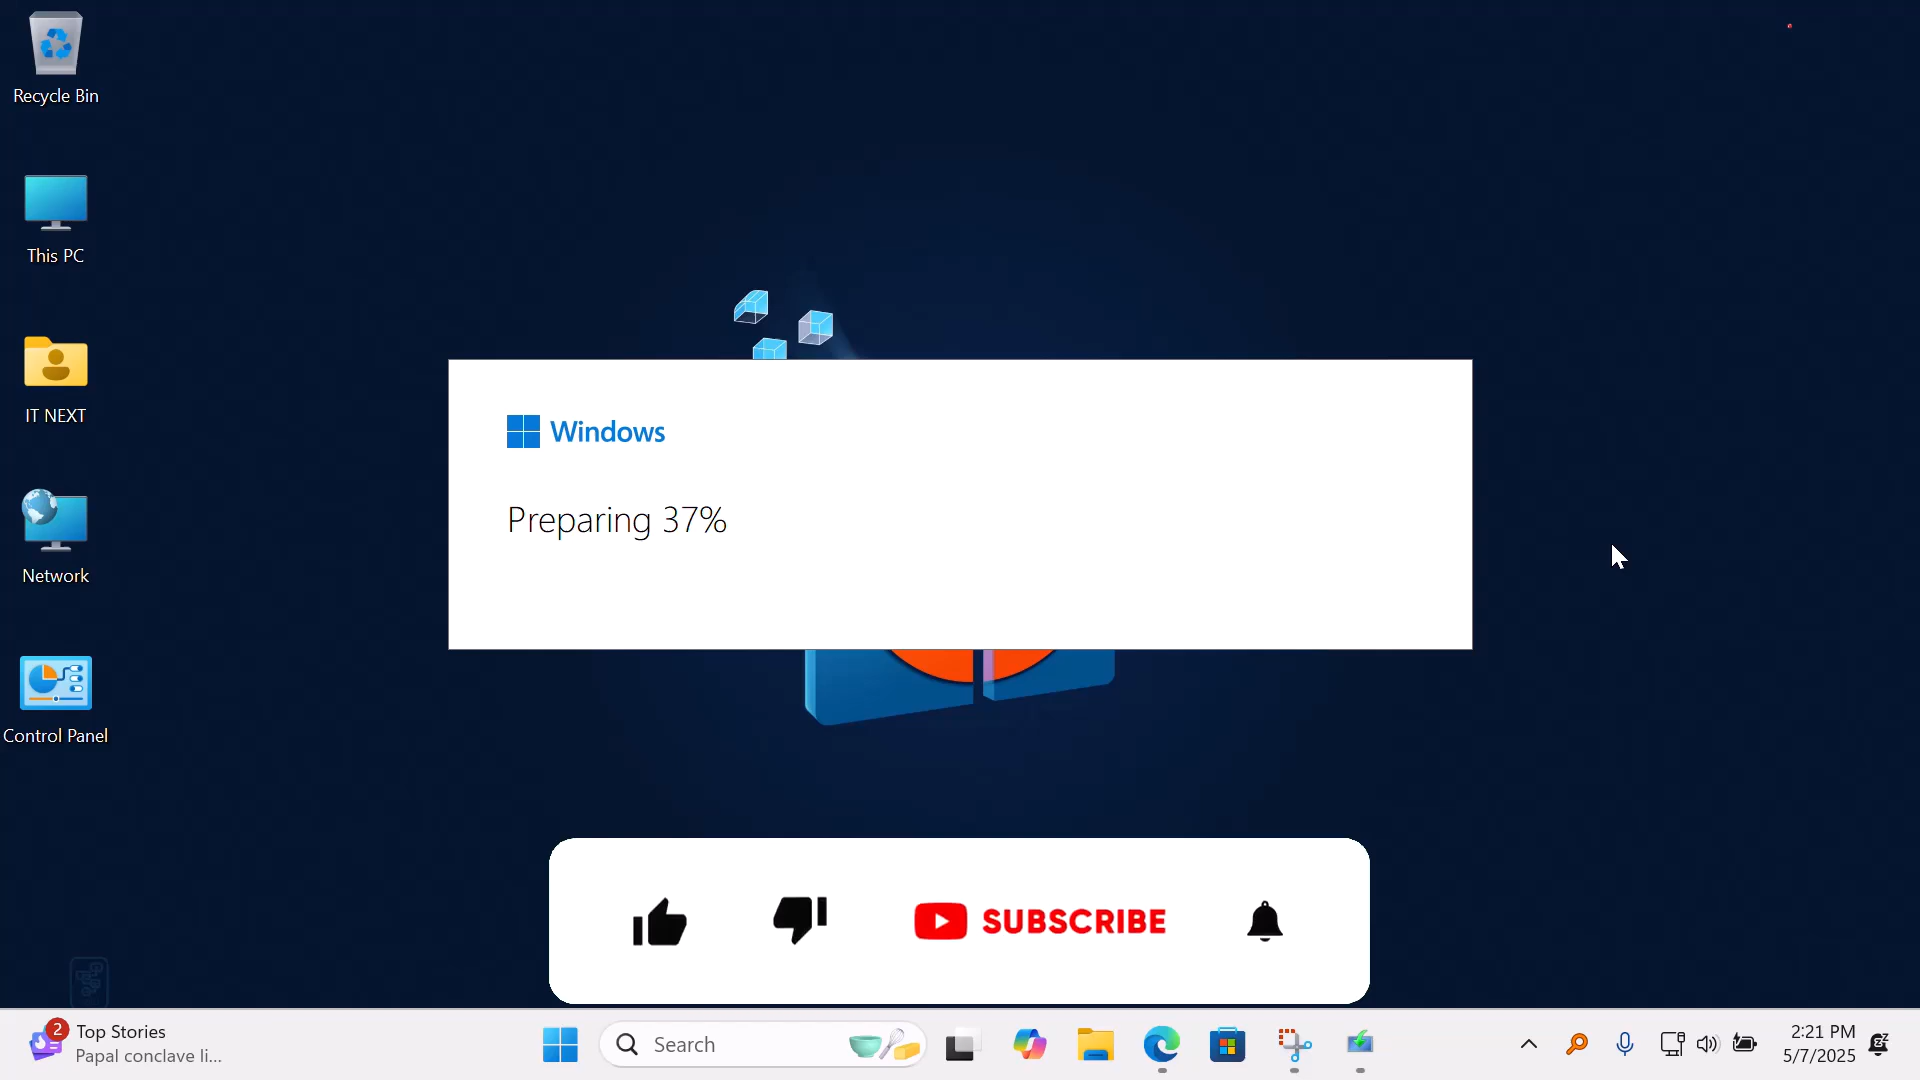 Recycle Bin
This PC
IT NEXT
Network
Control Panel
Windows
Preparing 37%
SUBSCRIBE
2
Top Stories
Papal conclave li...
Search
2:21 PM
5/7/2025